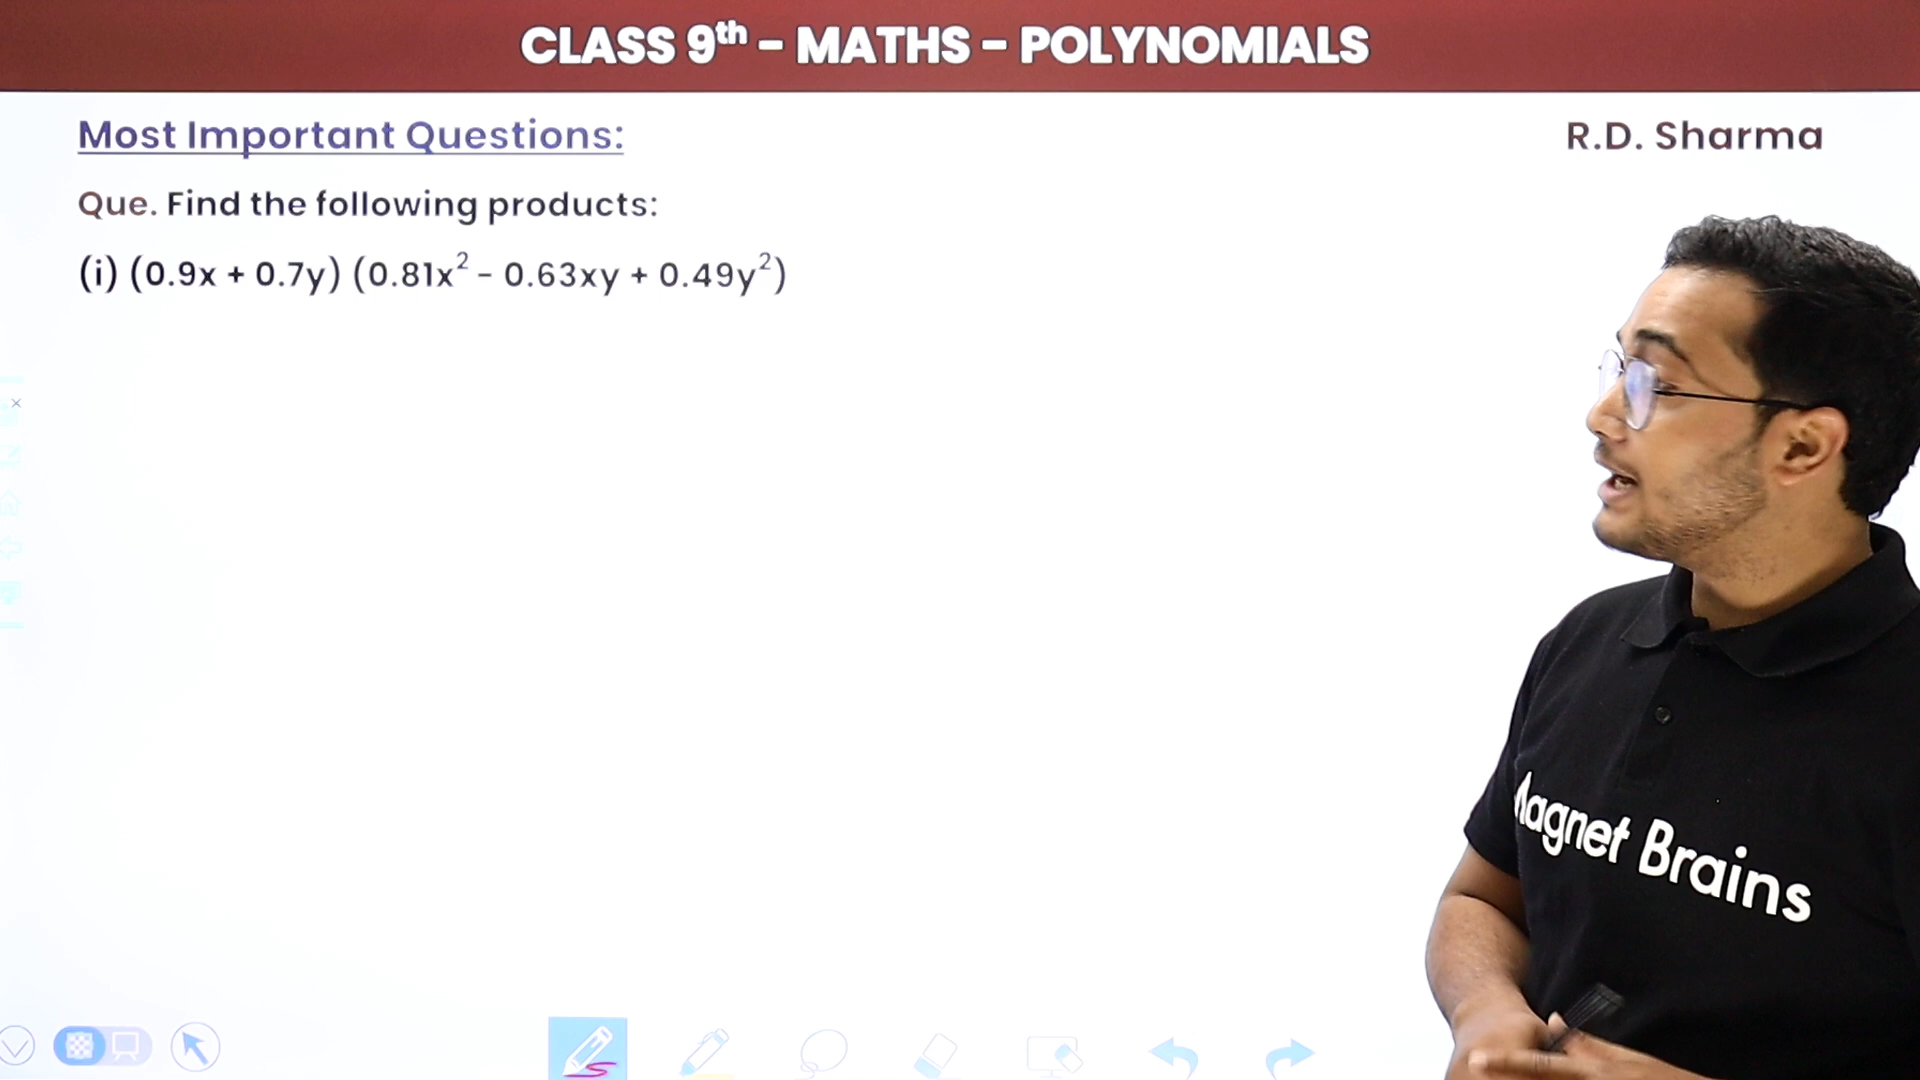 CLASS 9th – MATHS – POLYNOMIALS
Most Important Questions:
R.D. Sharma
Que. Find the following products:
(i) (0.9x + 0.7y) (0.81x² - 0.63xy + 0.49y²)
Magnet Brains